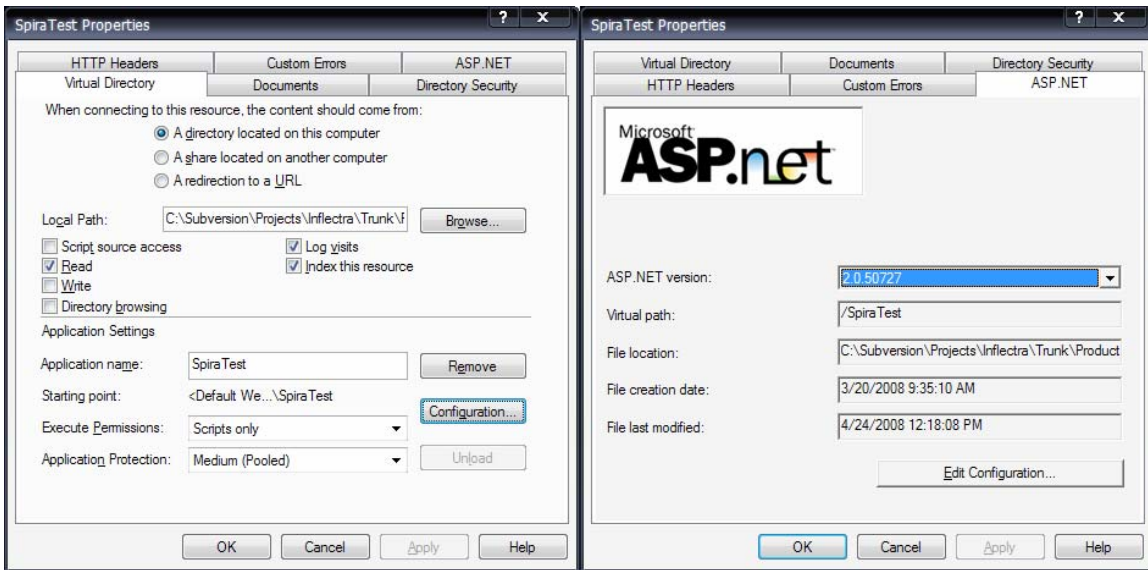 SpiraTest Properties
? x
HTTP Headers Custom Errors ASP.NET
Virtual Directory Documents Directory Security
When connecting to this resource, the content should come from:
A directory located on this computer
A share located on another computer
A redirection to a URL
Local Path: C:\Subversion\Projects\Inflectra\Trunk\F Browse...
Script source access Log visits
Read Index this resource
Write
Directory browsing
Application Settings
Application name: SpiraTest Remove
Starting point: <Default We...\SpiraTest
Configuration...
Execute Permissions: Scripts only
Application Protection: Medium (Pooled) Unload
OK Cancel Apply Help
SpiraTest Properties
? x
Virtual Directory Documents Directory Security
HTTP Headers Custom Errors ASP.NET
Microsoft
ASP.net
ASP.NET version: 2.0.50727
Virtual path: /SpiraTest
File location: C:\Subversion\Projects\Inflectra\Trunk\Product
File creation date: 3/20/2008 9:35:10 AM
File last modified: 4/24/2008 12:18:08 PM
Edit Configuration...
OK Cancel Apply Help